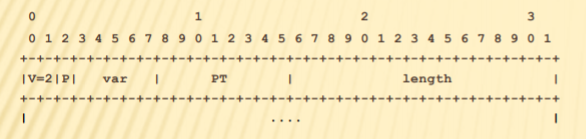 0 1 2 3
0 1 2 3 4 5 6 7 8 9 0 1 2 3 4 5 6 7 8 9 0 1 2 3 4 5 6 7 8 9 0 1
+-+-+-+-+-+-+-+-+-+-+-+-+-+-+-+-+-+-+-+-+-+-+-+-+-+-+-+-+-+-+-+-+
|V=2|P| var | PT | length |
+-+-+-+-+-+-+-+-+-+-+-+-+-+-+-+-+-+-+-+-+-+-+-+-+-+-+-+-+-+-+-+-+
| .... |